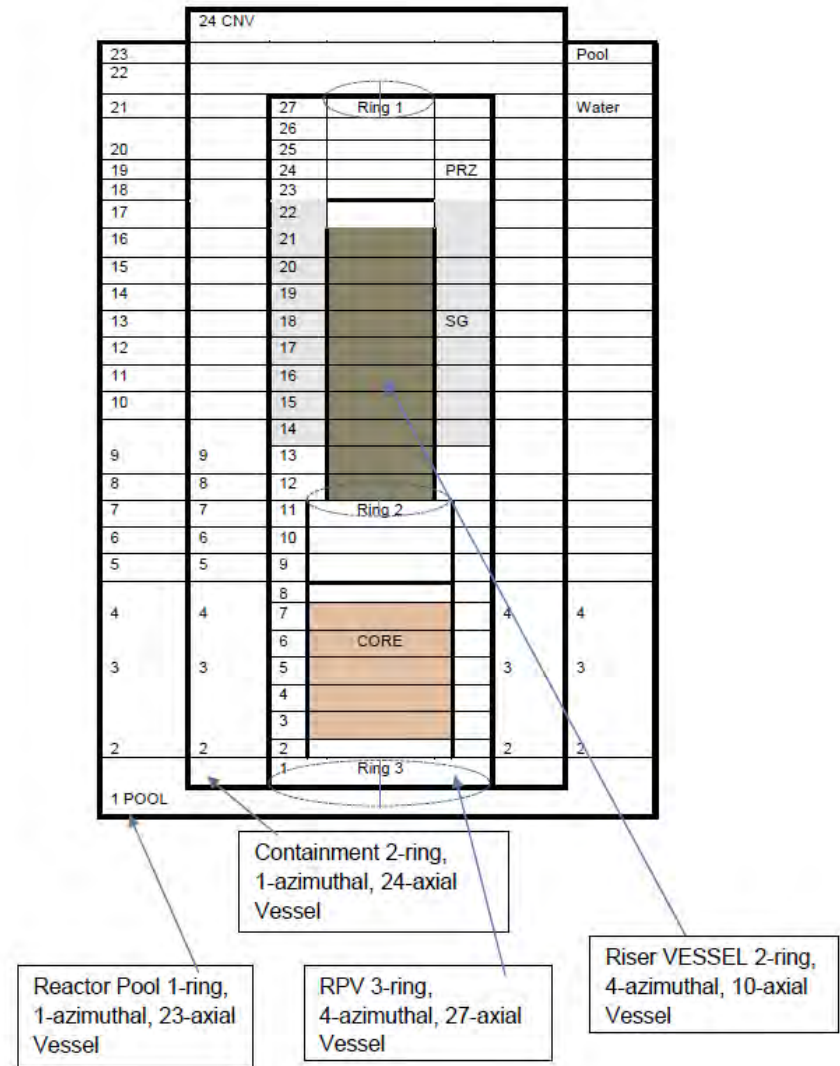 24 CNV
23 Pool
22
21 27 Ring 1 Water
26
20 25
19 24 PRZ
18 23
17 22
16 21
15 20
14 19
13 18 SG
12 17
11 16
10 15
14
9 9 13
8 8 12
7 7 11 Ring 2
6 6 10
5 5 9
8
4 4 7 4 4
6 CORE
3 3 5 3 3
4
3
2 2 2 2 2
1 Ring 3
1 POOL
Containment 2-ring,
1-azimuthal, 24-axial
Vessel
Reactor Pool 1-ring,
1-azimuthal, 23-axial
Vessel
RPV 3-ring,
4-azimuthal, 27-axial
Vessel
Riser VESSEL 2-ring,
4-azimuthal, 10-axial
Vessel